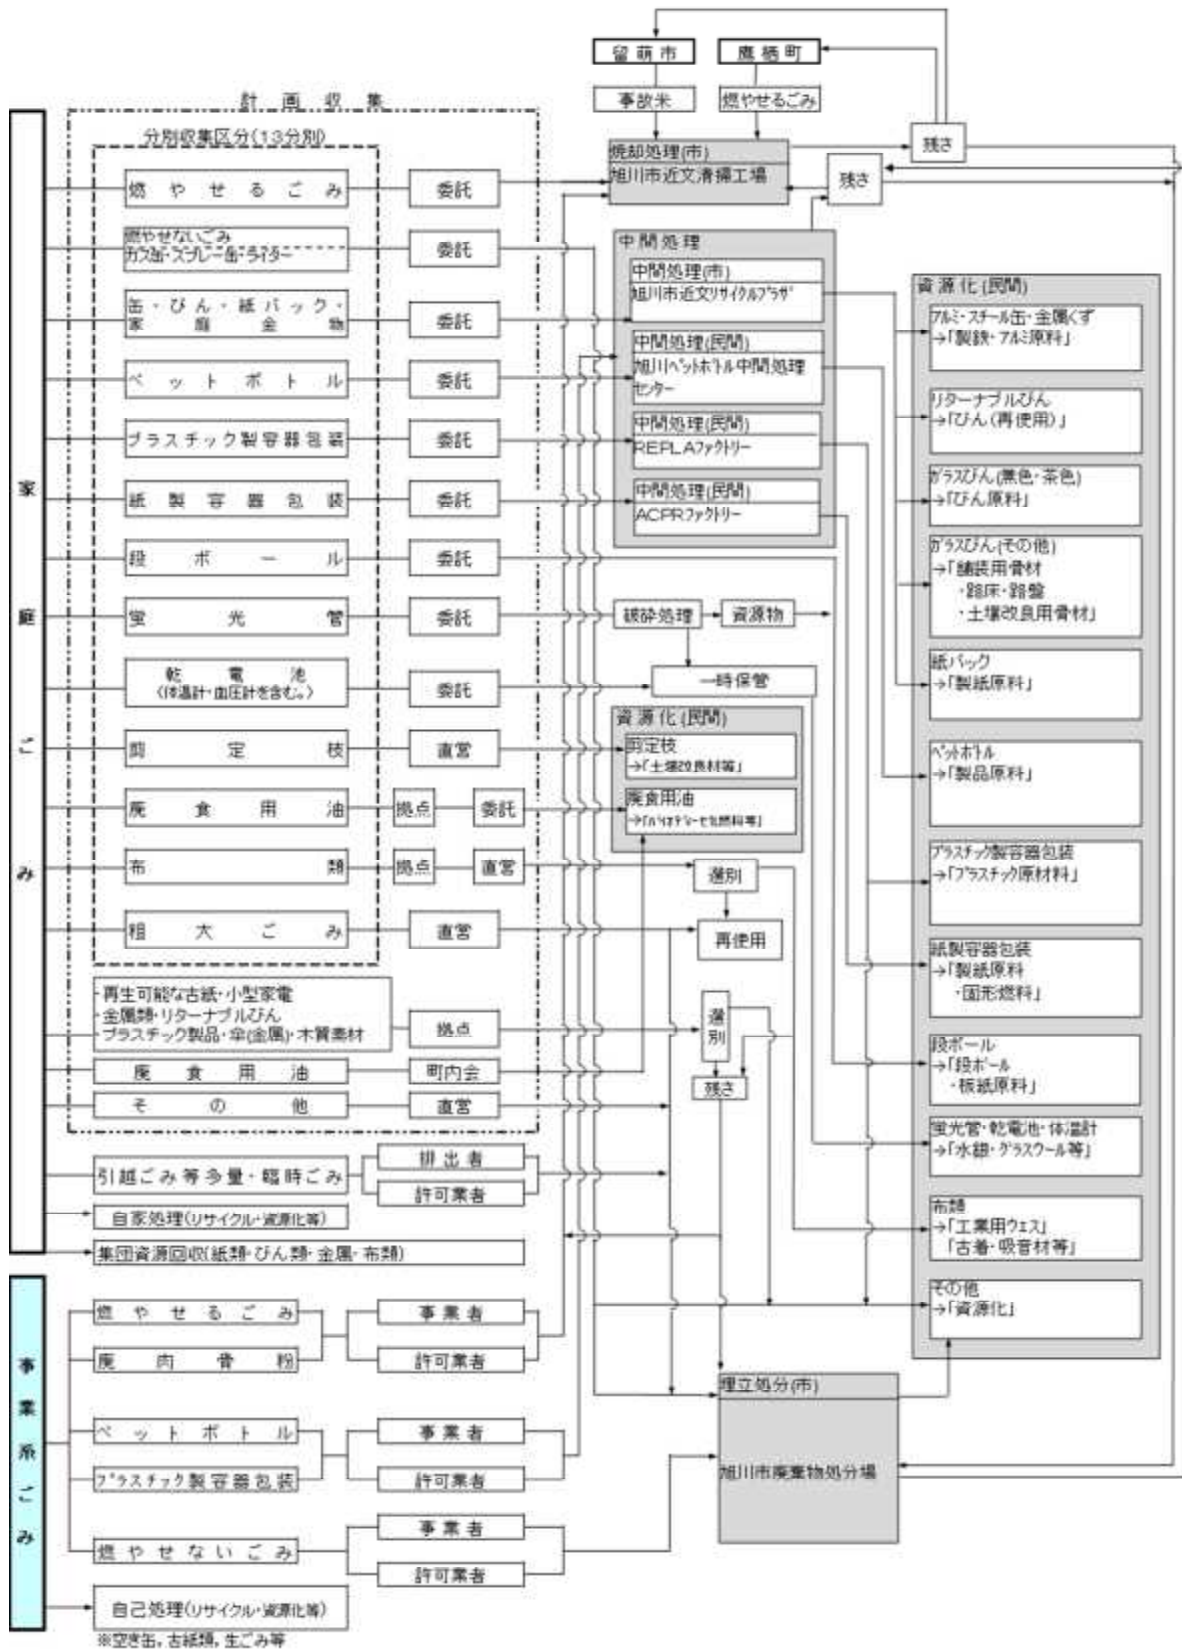 留萌市
鷹栖町
事故米
燃やせるごみ
計画収集
分別収集区分(13分別)
残さ
焼却処理(市)
旭川市近文清掃工場
残さ
家庭ごみ
燃やせるごみ
委託
燃やせないごみ
ガス缶・スプレー缶・ライター
委託
缶・びん・紙パック・
家庭金物
委託
ペットボトル
委託
プラスチック製容器包装
委託
紙製容器包装
委託
段ボール
委託
蛍光管
委託
乾電池
(体温計・血圧計を含む。)
委託
剪定枝
直営
廃食用油
拠点
委託
布類
拠点
直営
粗大ごみ
直営
・再生可能な古紙・小型家電
・金属類・リターナブルびん
・プラスチック製品・傘(金属)・木質素材
拠点
廃食用油
町内会
その他
直営
引越ごみ等多量・臨時ごみ
排出者
許可業者
自家処理(リサイクル・資源化等)
集団資源回収(紙類・びん類・金属・布類)
中間処理
中間処理(市)
旭川市近文リサイクルプラザ
中間処理(民間)
旭川ペットボトル中間処理
センター
中間処理(民間)
REPLAファクトリー
中間処理(民間)
ACPRファクトリー
破砕処理
資源物
一時保管
資源化(民間)
剪定枝
→「土壌改良材等」
廃食用油
→「バイオディーゼル燃料等」
選別
再使用
選別
残さ
資源化(民間)
アルミ・スチール缶・金属くず
→「製鉄・アルミ原料」
リターナブルびん
→「びん(再使用)」
ガラスびん(無色・茶色)
→「びん原料」
ガラスびん(その他)
→「舗装用骨材
・路床・路盤
・土壌改良用骨材」
紙パック
→「製紙原料」
ペットボトル
→「製品原料」
プラスチック製容器包装
→「プラスチック原材料」
紙製容器包装
→「製紙原料
・固形燃料」
段ボール
→「段ボール
・板紙原料」
蛍光管・乾電池・体温計
→「水銀・グラスウール等」
布類
→「工業用ウェス」
「古着・吸音材等」
その他
→「資源化」
事業系ごみ
燃やせるごみ
廃肉骨粉
事業者
許可業者
ペットボトル
プラスチック製容器包装
事業者
許可業者
燃やせないごみ
事業者
許可業者
自己処理(リサイクル・資源化等)
※空き缶，古紙類，生ごみ等
埋立処分(市)
旭川市廃棄物処分場